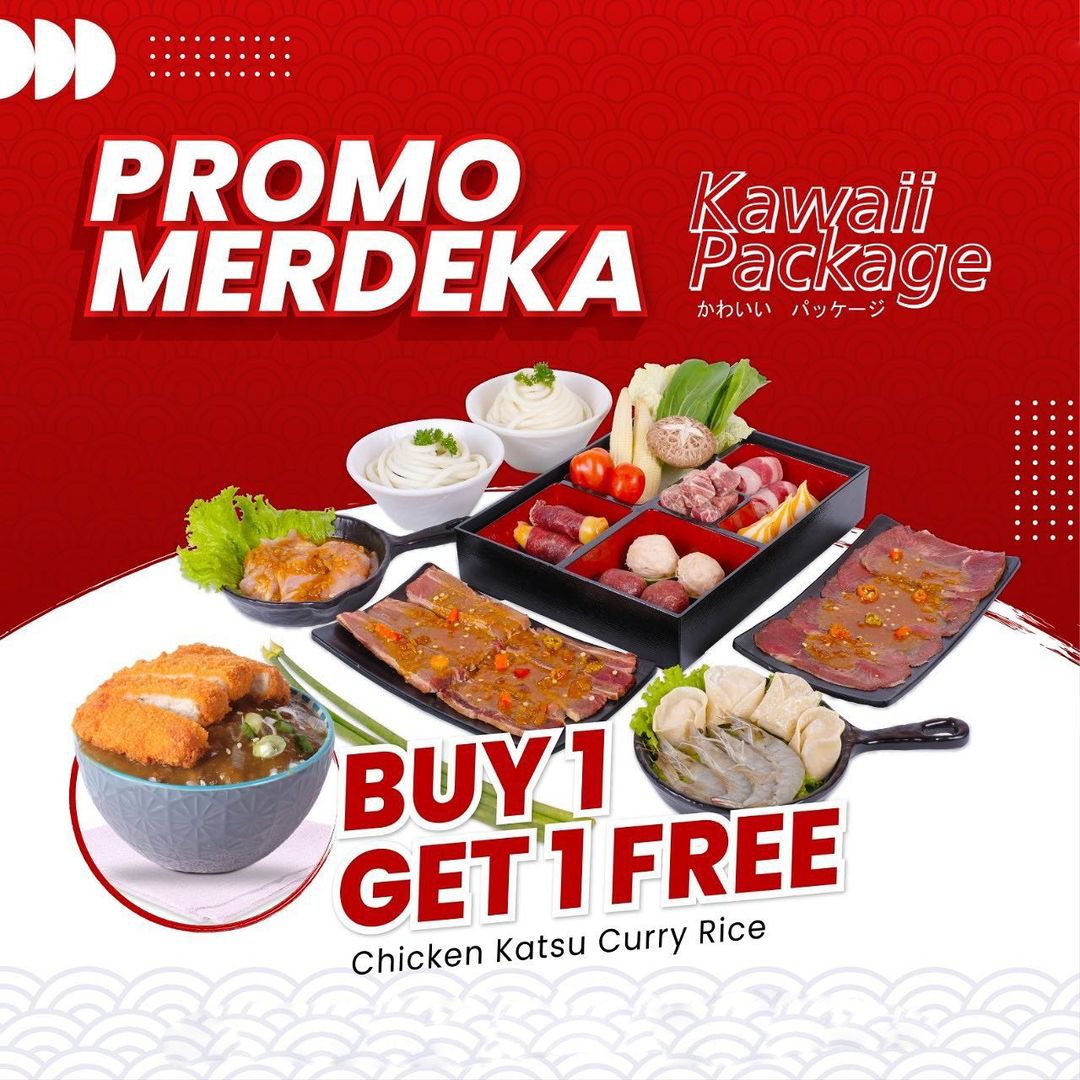 PROMO
MERDEKA
Kawaii
Package
かわいい パッケージ
BUY 1
GET 1 FREE
Chicken Katsu Curry Rice